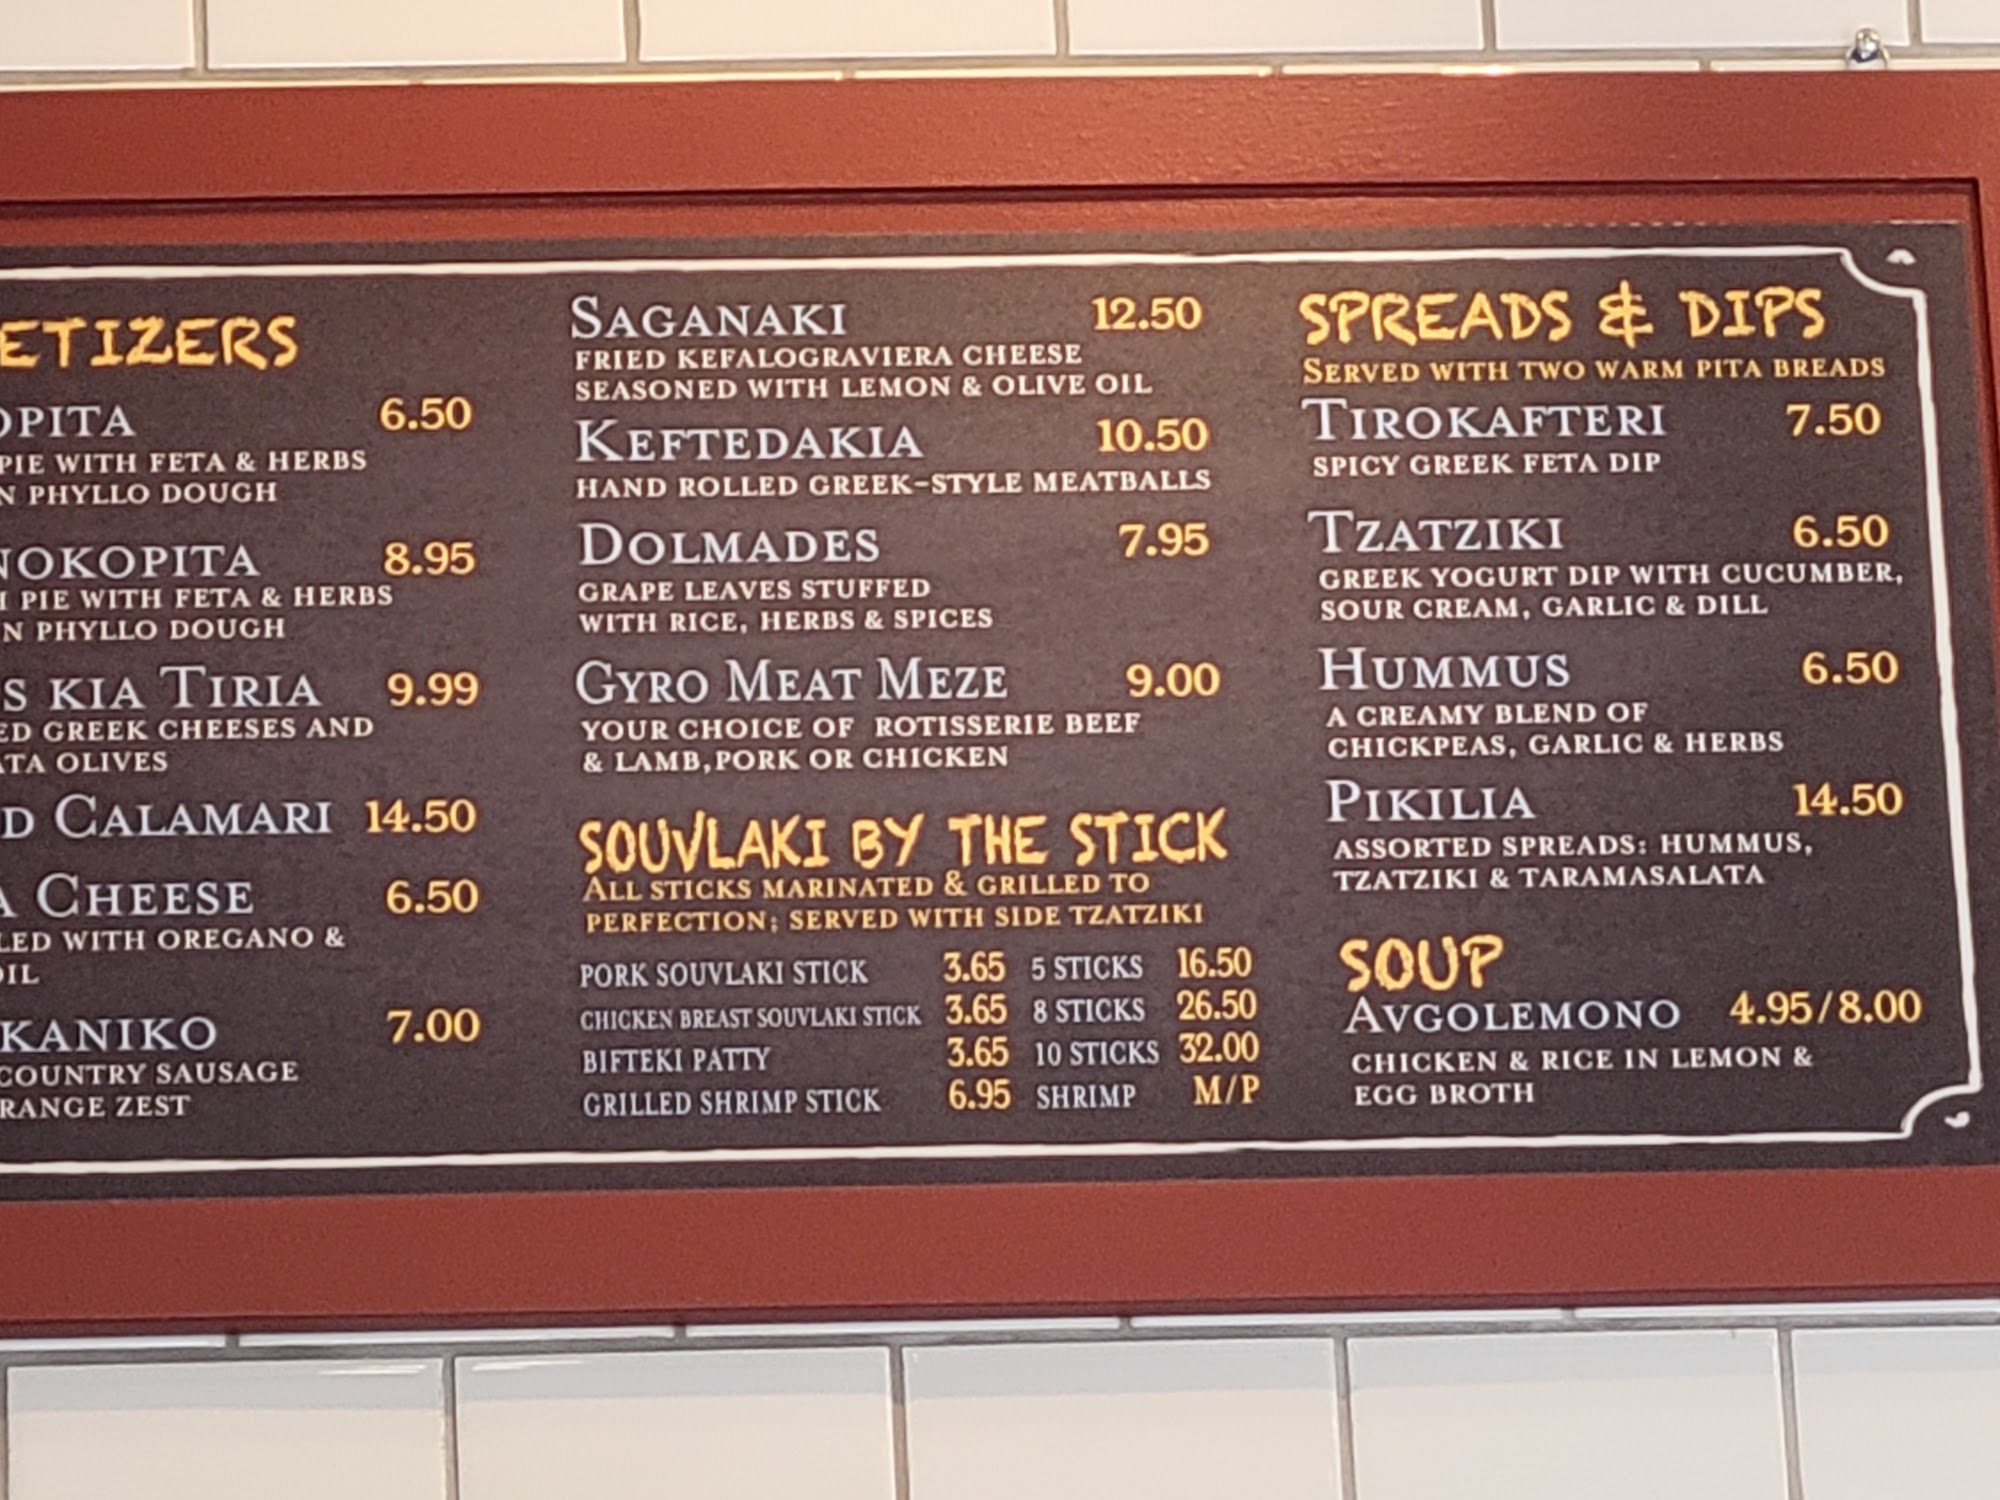 ETIZERS
OPITA 6.50
PIE WITH FETA & HERBS
N PHYLLO DOUGH
NOKOPITA 8.95
I PIE WITH FETA & HERBS
N PHYLLO DOUGH
S KIA TIRIA 9.99
ED GREEK CHEESES AND
ATA OLIVES
D CALAMARI 14.50
A CHEESE 6.50
LED WITH OREGANO &
OIL
KANIKO 7.00
COUNTRY SAUSAGE
RANGE ZEST
SAGANAKI 12.50
FRIED KEFALOGRAVIERA CHEESE
SEASONED WITH LEMON & OLIVE OIL
KEFTEDAKIA 10.50
HAND ROLLED GREEK-STYLE MEATBALLS
DOLMADES 7.95
GRAPE LEAVES STUFFED
WITH RICE, HERBS & SPICES
GYRO MEAT MEZE 9.00
YOUR CHOICE OF ROTISSERIE BEEF
& LAMB, PORK OR CHICKEN
SOUVLAKI BY THE STICK
ALL STICKS MARINATED & GRILLED TO
PERFECTION; SERVED WITH SIDE TZATZIKI
PORK SOUVLAKI STICK 3.65 5 STICKS 16.50
CHICKEN BREAST SOUVLAKI STICK 3.65 8 STICKS 26.50
BIFTEKI PATTY 3.65 10 STICKS 32.00
GRILLED SHRIMP STICK 6.95 SHRIMP M/P
SPREADS & DIPS
SERVED WITH TWO WARM PITA BREADS
TIROKAFTERI 7.50
SPICY GREEK FETA DIP
TZATZIKI 6.50
GREEK YOGURT DIP WITH CUCUMBER,
SOUR CREAM, GARLIC & DILL
HUMMUS 6.50
A CREAMY BLEND OF
CHICKPEAS, GARLIC & HERBS
PIKILIA 14.50
ASSORTED SPREADS: HUMMUS,
TZATZIKI & TARAMASALATA
SOUP
AVGOLEMONO 4.95/8.00
CHICKEN & RICE IN LEMON &
EGG BROTH